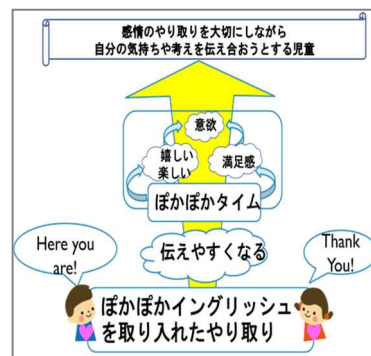 感情のやり取りを大切にしながら
自分の気持ちや考えを伝え合おうとする児童
意欲
嬉しい
楽しい
満足感
ぽかぽかタイム
伝えやすくなる
Here you
are!
Thank
You!
ぽかぽかイングリッシュ
を取り入れたやり取り